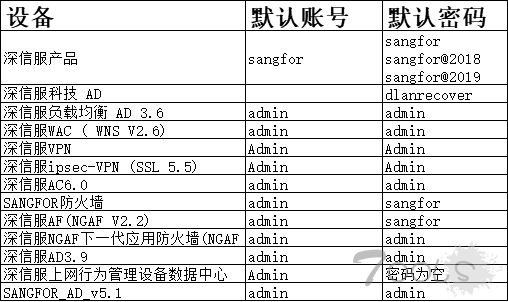 设备 默认账号 默认密码
深信服产品 sangfor sangfor
sangfor@2018
sangfor@2019
深信服科技 AD dlanrecover
深信服负载均衡 AD 3.6 admin admin
深信服WAC ( WNS V2.6) admin admin
深信服VPN Admin Admin
深信服ipsec-VPN (SSL 5.5) Admin Admin
深信服AC6.0 admin admin
SANGFOR防火墙 admin sangfor
深信服AF(NGAF V2.2) admin sangfor
深信服NGAF下一代应用防火墙(NGAF admin admin
深信服AD3.9 admin admin
深信服上网行为管理设备数据中心 Admin 密码为空
SANGFOR_AD_v5.1 admin admin